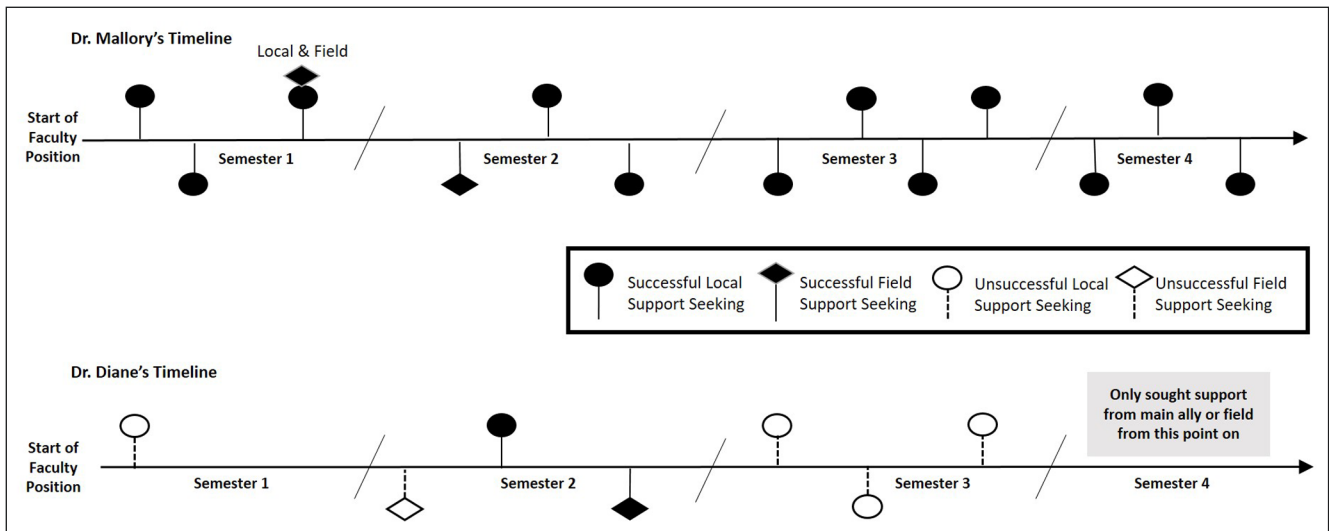 Dr. Mallory's Timeline
Local & Field
Start of
Faculty
Position
Semester 1
Semester 2
Semester 3
Semester 4
Successful Local
Support Seeking
Successful Field
Support Seeking
Unsuccessful Local
Support Seeking
Unsuccessful Field
Support Seeking
Dr. Diane's Timeline
Only sought support
from main ally or field
from this point on
Start of
Faculty
Position
Semester 1
Semester 2
Semester 3
Semester 4